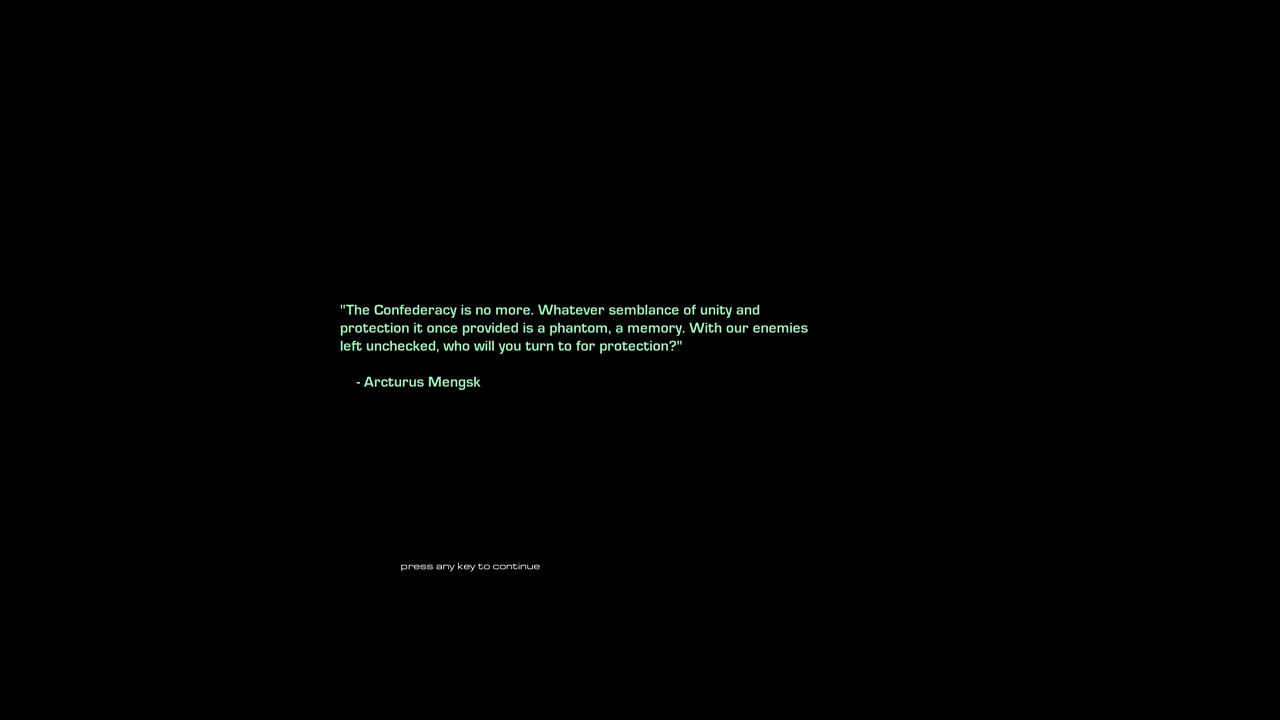 "The Confederacy is no more. Whatever semblance of unity and
protection it once provided is a phantom, a memory. With our enemies
left unchecked, who will you turn to for protection?"
- Arcturus Mengsk
press any key to continue